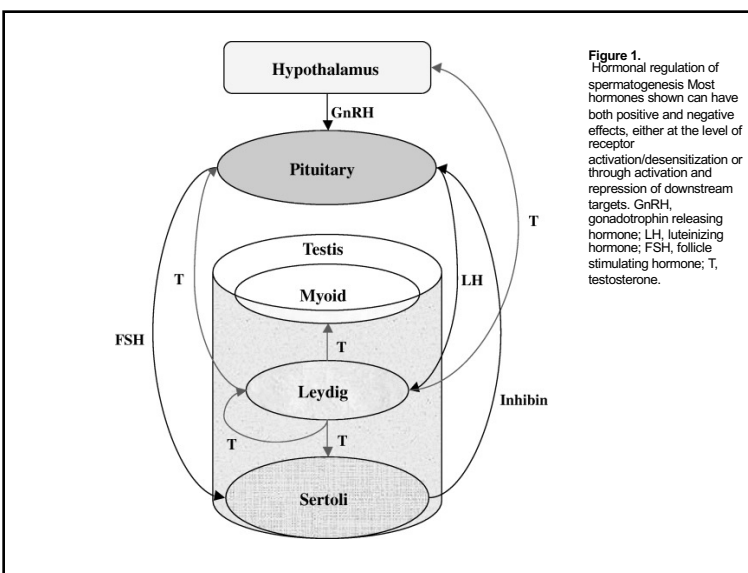 Hypothalamus
GnRH
Pituitary
T
Testis
T
LH
Myoid
FSH
T
Leydig
Inhibin
T
T
Sertoli
Figure 1.
Hormonal regulation of
spermatogenesis Most
hormones shown can have
both positive and negative
effects, either at the level of
receptor
activation/desensitization or
through activation and
repression of downstream
targets. GnRH,
gonadotrophin releasing
hormone; LH, luteinizing
hormone; FSH, follicle
stimulating hormone; T,
testosterone.